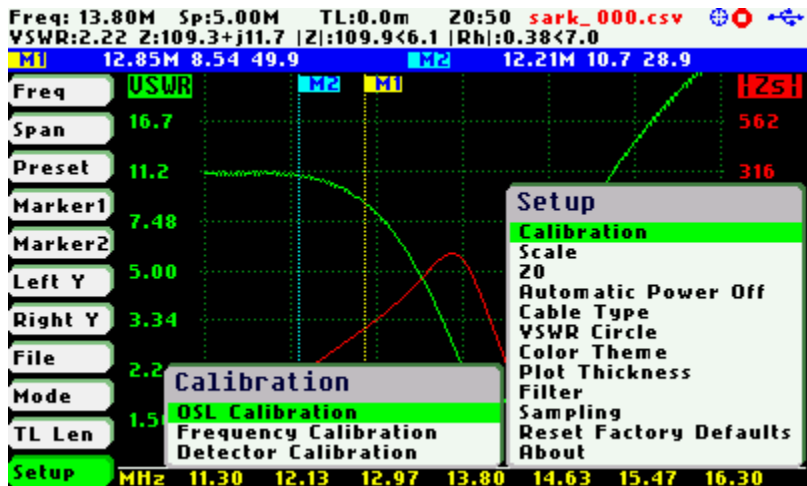 Freq: 13.80M Sp:5.00M TL:0.0m Z0:50 sark_000.csv
VSWR:2.22 Z:109.3+j11.7 |Z|:109.9<6.1 |Rh|:0.38<7.0
M1 12.85M 8.54 49.9 M2 12.21M 10.7 28.9
Freq VSWR M2 M1 |Zs|
Span 16.7 562
Preset 11.2 316
Marker1 7.48
Marker2
Left Y 5.00
Right Y 3.34
File
Mode
TL Len
Setup
Setup
Calibration
Scale
Z0
Automatic Power Off
Cable Type
VSWR Circle
Color Theme
Plot Thickness
Filter
Sampling
Reset Factory Defaults
About
Calibration
OSL Calibration
Frequency Calibration
Detector Calibration
MHz 11.30 12.13 12.97 13.80 14.63 15.47 16.30